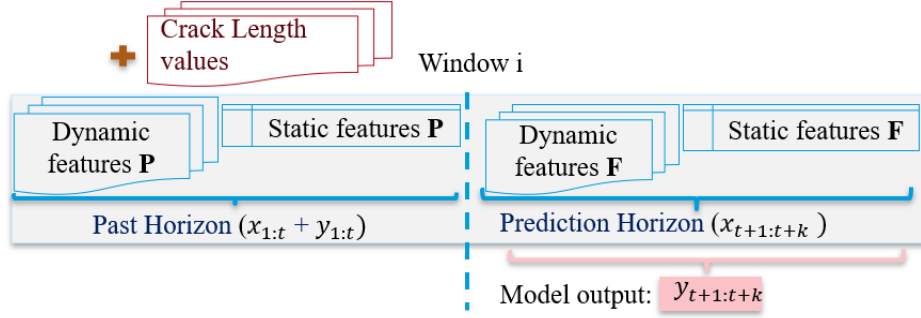 Crack Length
values
Window i
Dynamic
features P
Static features P
Dynamic
features F
Static features F
Past Horizon (x₁:ₜ + y₁:ₜ)
Prediction Horizon (xₜ₊₁:ₜ₊ₖ )
Model output: yₜ₊₁:ₜ₊ₖ